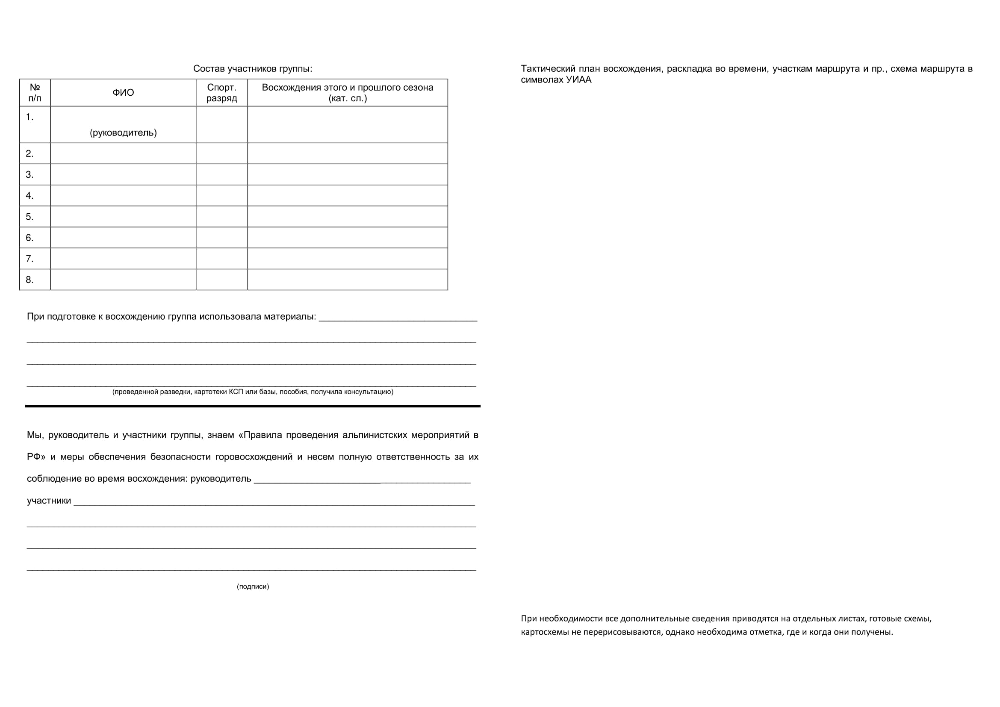 Состав участников группы:
№ п/п ФИО Спорт. разряд Восхождения этого и прошлого сезона (кат. сл.)
1. (руководитель)
2.
3.
4.
5.
6.
7.
8.
При подготовке к восхождению группа использовала материалы:
(проведенной разведки, картотеки КСП или базы, пособия, получила консультацию)
Мы, руководитель и участники группы, знаем «Правила проведения альпинистских мероприятий в
РФ» и меры обеспечения безопасности горовосхождений и несем полную ответственность за их
соблюдение во время восхождения: руководитель
участники
(подписи)
Тактический план восхождения, раскладка во времени, участкам маршрута и пр., схема маршрута в
символах УИАА
При необходимости все дополнительные сведения приводятся на отдельных листах, готовые схемы,
картосхемы не перерисовываются, однако необходима отметка, где и когда они получены.